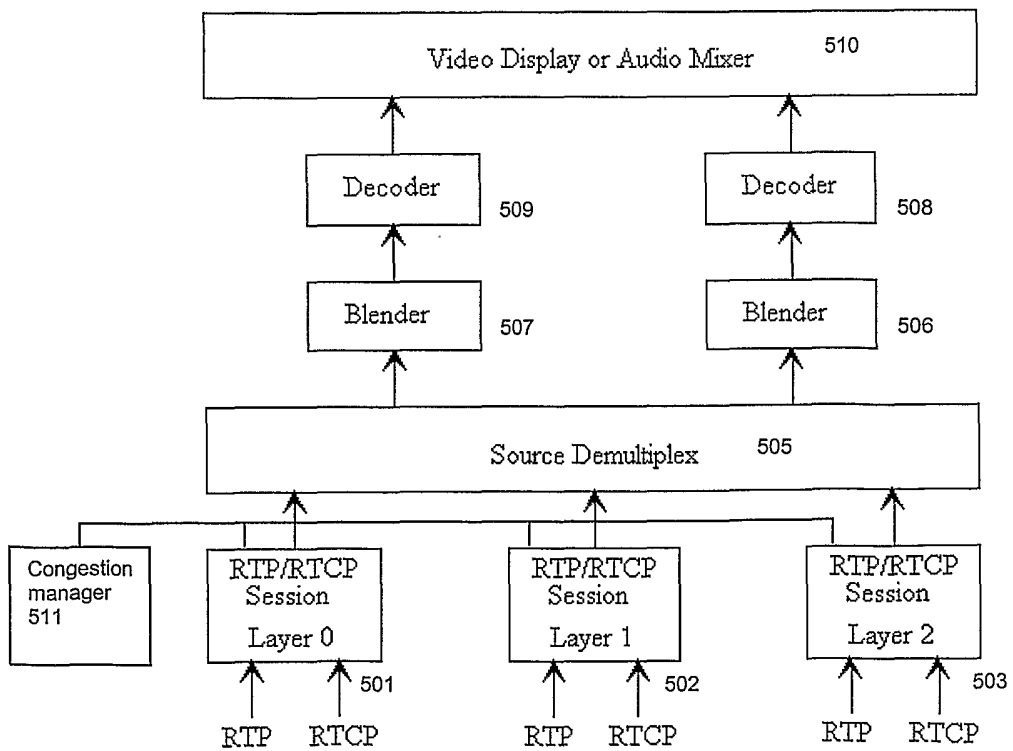 Video Display or Audio Mixer 510
Decoder 509
Decoder 508
Blender 507
Blender 506
Source Demultiplex 505
Congestion
manager
511
RTP/RTCP
Session
Layer 0
501
RTP/RTCP
Session
Layer 1
502
RTP/RTCP
Session
Layer 2
503
RTP RTCP
RTP RTCP
RTP RTCP